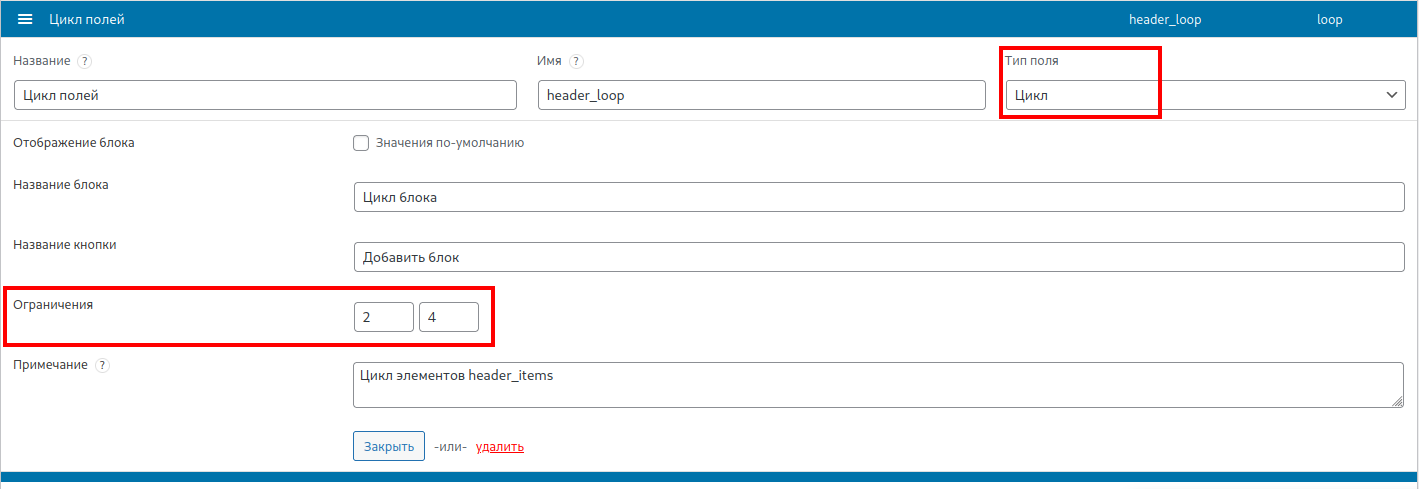 Цикл полей header_loop loop
Название ? Имя ? Тип поля
Цикл полей header_loop Цикл
Отображение блока Значения по-умолчанию
Название блока
Цикл блока
Название кнопки
Добавить блок
Ограничения
2 4
Примечание ?
Цикл элементов header_items
Закрыть -или- удалить